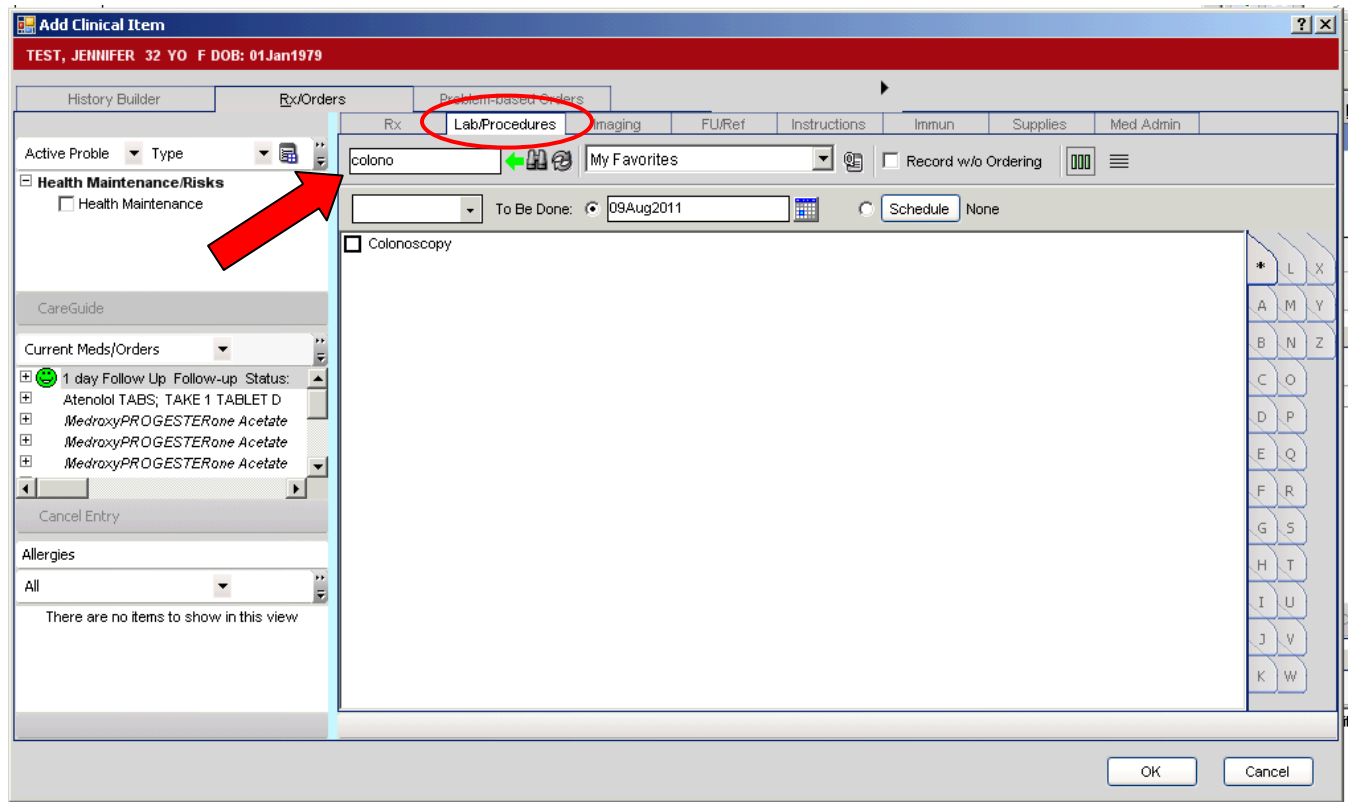 Add Clinical Item
? X
TEST, JENNIFER 32 YO F DOB: 01Jan1979
History Builder Rx/Orders Problem-based Orders
Rx Lab/Procedures Imaging FU/Ref Instructions Immun Supplies Med Admin
Active Proble Type
colono My Favorites Record w/o Ordering
Health Maintenance/Risks
Health Maintenance
To Be Done: 09Aug2011 Schedule None
Colonoscopy
* L X
CareGuide
A M Y
Current Meds/Orders
B N Z
1 day Follow Up Follow-up Status:
C O
Atenolol TABS; TAKE 1 TABLET D
MedroxyPROGESTERone Acetate
D P
MedroxyPROGESTERone Acetate
E Q
MedroxyPROGESTERone Acetate
F R
Cancel Entry
G S
Allergies
H T
All
I U
There are no items to show in this view
J V
K W
OK Cancel